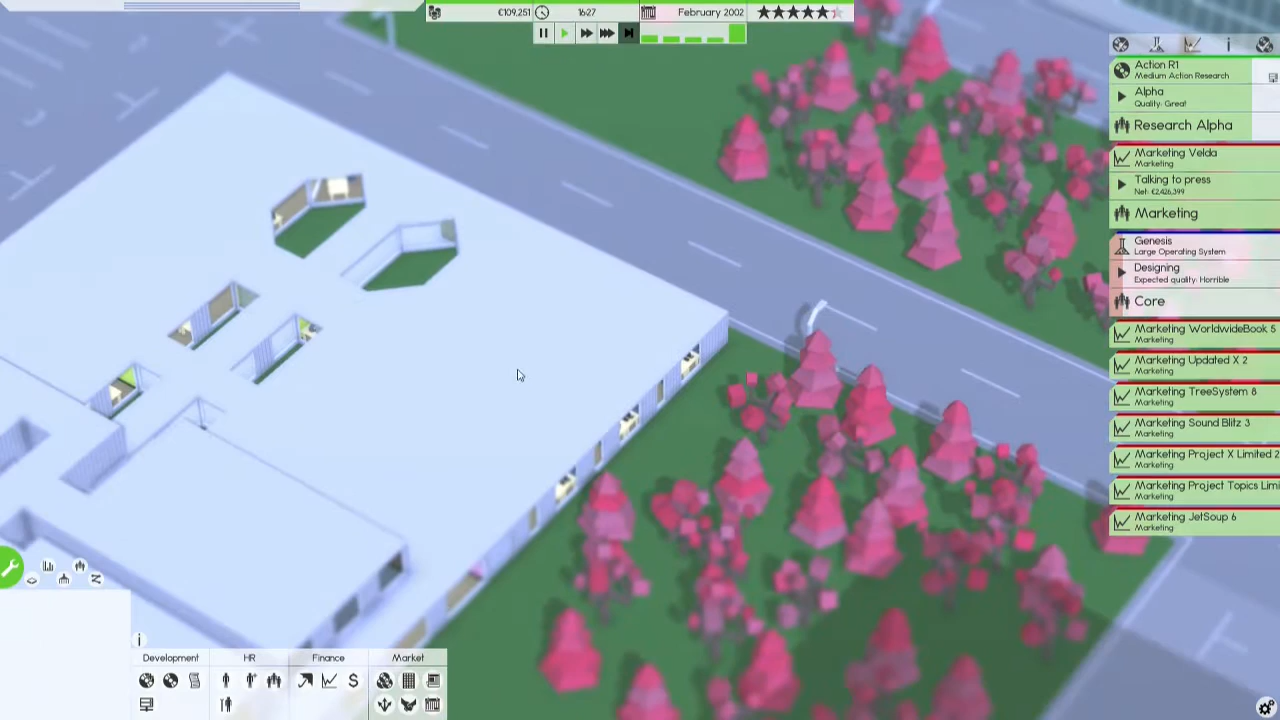 €109,251
16:27
February 2002
Action R1
Medium Action Research
Alpha
Quality: Great
Research Alpha
Marketing Velda
Marketing
Talking to press
Net: €2,426,399
Marketing
Genesis
Large Operating System
Designing
Expected quality: Horrible
Core
Marketing WorldwideBook 5
Marketing
Marketing Updated X 2
Marketing
Marketing TreeSystem 8
Marketing
Marketing Sound Blitz 3
Marketing
Marketing Project X Limited 2
Marketing
Marketing Project Topics Limi
Marketing
Marketing JetSoup 6
Marketing
Development
HR
Finance
Market